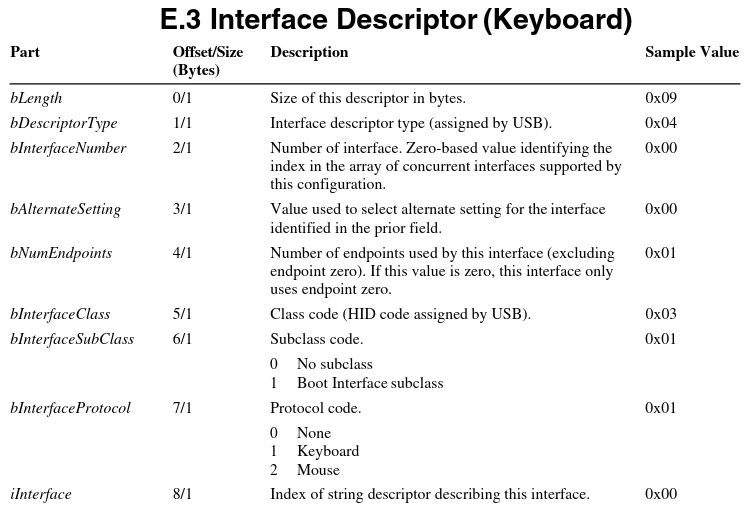 E.3 Interface Descriptor (Keyboard)
Part Offset/Size (Bytes) Description Sample Value
bLength 0/1 Size of this descriptor in bytes. 0x09
bDescriptorType 1/1 Interface descriptor type (assigned by USB). 0x04
bInterfaceNumber 2/1 Number of interface. Zero-based value identifying the 0x00
index in the array of concurrent interfaces supported by
this configuration.
bAlternateSetting 3/1 Value used to select alternate setting for the interface 0x00
identified in the prior field.
bNumEndpoints 4/1 Number of endpoints used by this interface (excluding 0x01
endpoint zero). If this value is zero, this interface only
uses endpoint zero.
bInterfaceClass 5/1 Class code (HID code assigned by USB). 0x03
bInterfaceSubClass 6/1 Subclass code. 0x01
0 No subclass
1 Boot Interface subclass
bInterfaceProtocol 7/1 Protocol code. 0x01
0 None
1 Keyboard
2 Mouse
iInterface 8/1 Index of string descriptor describing this interface. 0x00